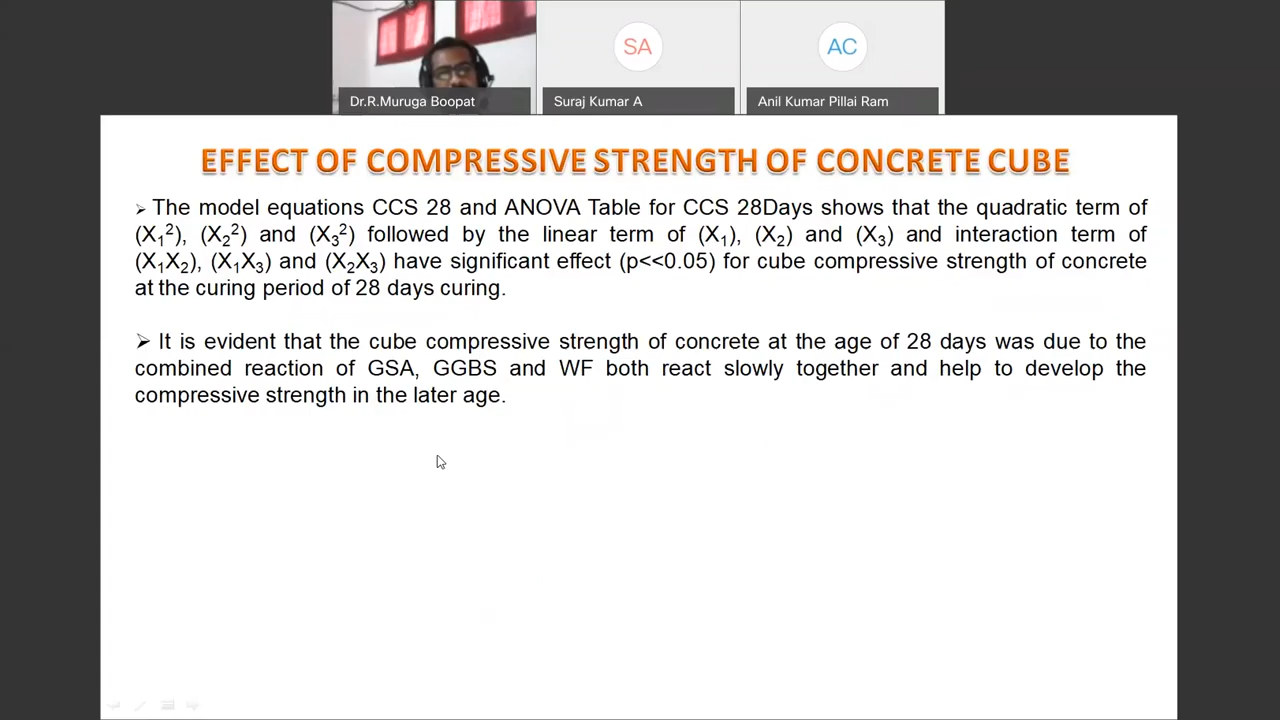 SA
AC
Dr.R.Muruga Boopat
Suraj Kumar A
Anil Kumar Pillai Ram
EFFECT OF COMPRESSIVE STRENGTH OF CONCRETE CUBE
➢ The model equations CCS 28 and ANOVA Table for CCS 28Days shows that the quadratic term of
(X₁²), (X₂²) and (X₃²) followed by the linear term of (X₁), (X₂) and (X₃) and interaction term of
(X₁X₂), (X₁X₃) and (X₂X₃) have significant effect (p<<0.05) for cube compressive strength of concrete
at the curing period of 28 days curing.
➢ It is evident that the cube compressive strength of concrete at the age of 28 days was due to the
combined reaction of GSA, GGBS and WF both react slowly together and help to develop the
compressive strength in the later age.